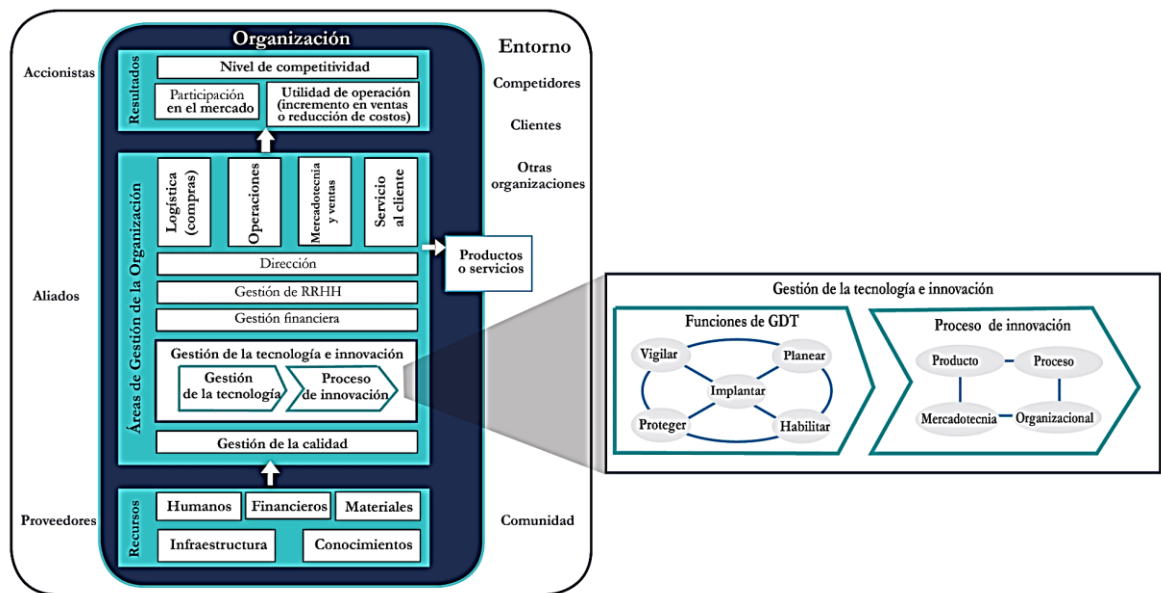 Organización
Entorno
Accionistas
Aliados
Proveedores
Competidores
Clientes
Otras
organizaciones
Comunidad
Resultados
Nivel de competitividad
Participación
en el mercado
Utilidad de operación
(incremento en ventas
o reducción de costos)
Áreas de Gestión de la Organización
Logística
(compras)
Operaciones
Mercadotecnia
y ventas
Servicio
al cliente
Productos
o servicios
Dirección
Gestión de RRHH
Gestión financiera
Gestión de la tecnología e innovación
Gestión
de la tecnología
Proceso
de innovación
Gestión de la calidad
Recursos
Humanos
Financieros
Materiales
Infraestructura
Conocimientos
Gestión de la tecnología e innovación
Funciones de GDT
Vigilar
Planear
Implantar
Proteger
Habilitar
Proceso de innovación
Producto
Proceso
Mercadotecnia
Organizacional